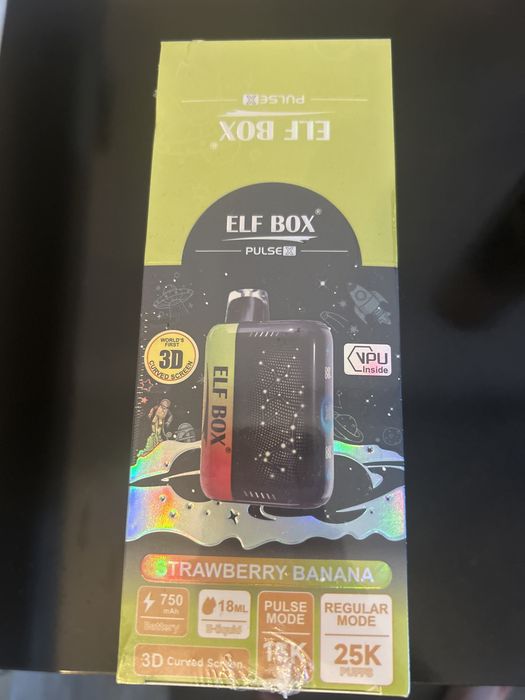 PULSE X
ELF BOX®
ELF BOX®
PULSE X
WORLD'S
FIRST
3D
CURVED SCREEN
VPU
inside
ELF BOX
STRAWBERRY BANANA
750
mAh
Battery
18ML
E-liquid
PULSE
MODE
REGULAR
MODE
25K
PUFFS
3D Curved Screen